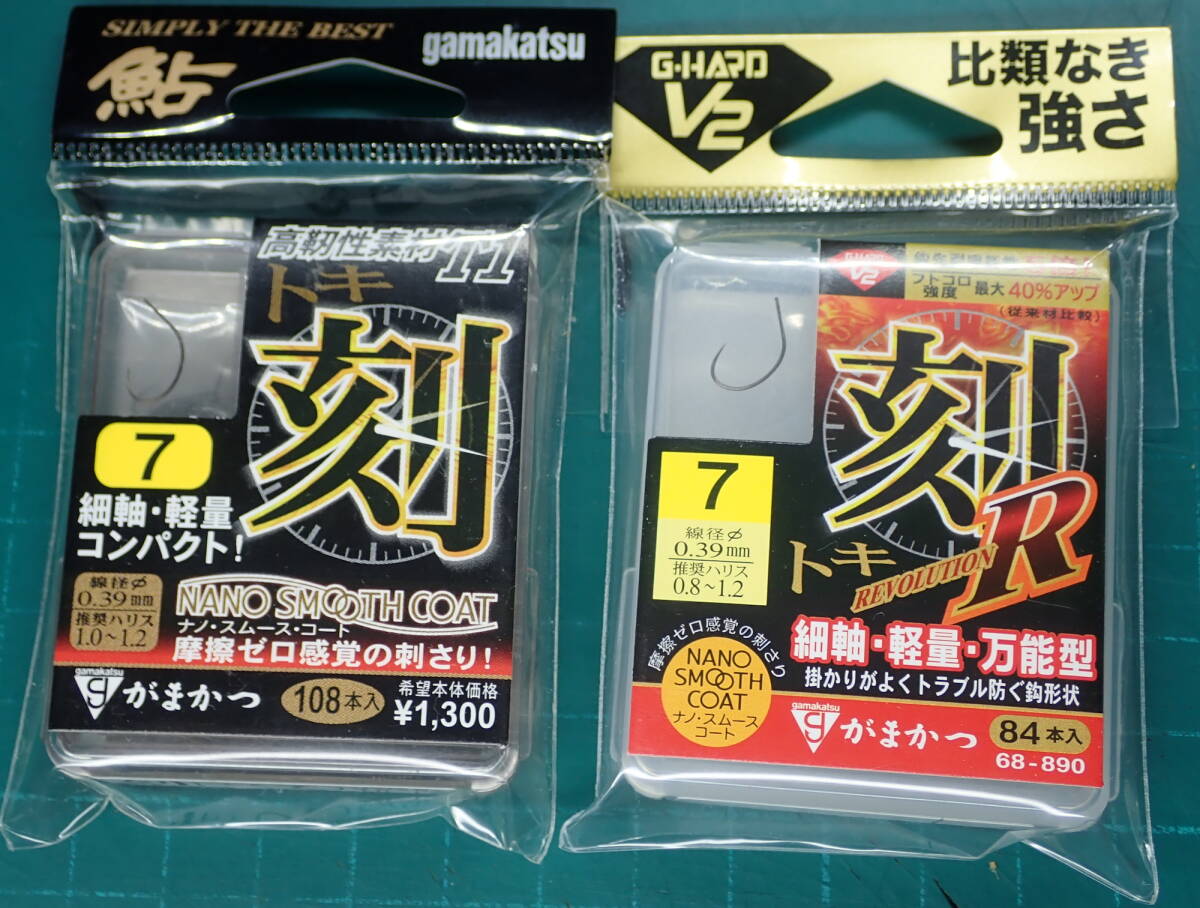 SIMPLY THE BEST
鮎
gamakatsu
高靭性素材 T1
トキ
刻
7
細軸・軽量
コンパクト!
線径φ
0.39mm
推奨ハリス
1.0~1.2
NANO SMOOTH COAT
ナノ・スムース・コート
摩擦ゼロ感覚の刺さり!
gamakatsu
がまかつ
108本入
希望本体価格
¥1,300
G-HARD
V2
比類なき
強さ
G-HARD
V2
フトコロ
強度
最大 40%アップ
(従来材比較)
刻
R
トキ
REVOLUTION
7
線径φ
0.39mm
推奨ハリス
0.8~1.2
摩擦ゼロ感覚の刺さり
NANO
SMOOTH
COAT
ナノ・スムース
コート
細軸・軽量・万能型
掛かりがよくトラブル防ぐ鈎形状
gamakatsu
がまかつ
84本入
68-890